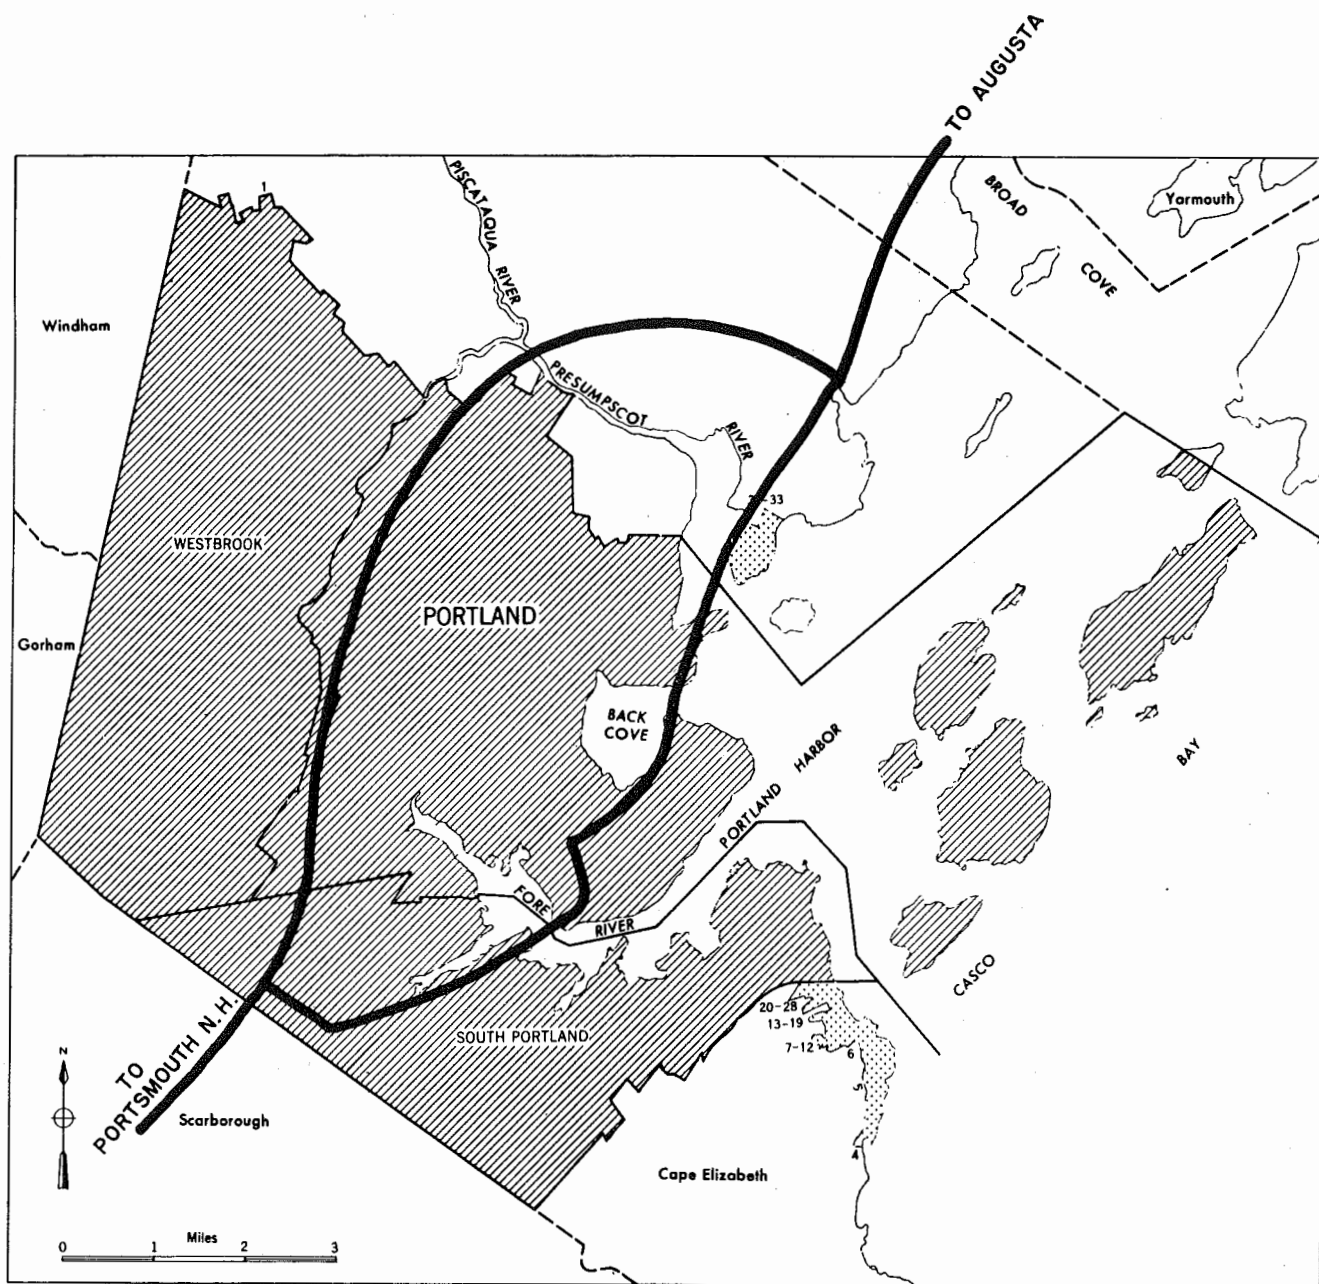 TO AUGUSTA
PISCATAQUA
RIVER
BROAD
COVE
Yarmouth
1
Windham
PRESUMPSCOT
RIVER
33
WESTBROOK
PORTLAND
Gorham
BACK
COVE
PORTLAND HARBOR
BAY
FORE
RIVER
CASCO
20-28
13-19
7-12
6
5
4
SOUTH PORTLAND
TO
PORTSMOUTH N.H.
N
Scarborough
Cape Elizabeth
Miles
0 1 2 3